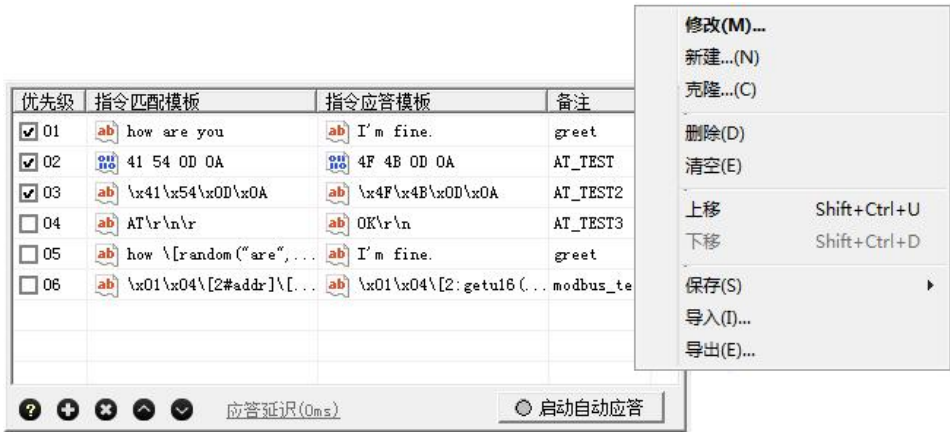 修改(M)...
新建...(N)
克隆...(C)
删除(D)
清空(E)
上移 Shift+Ctrl+U
下移 Shift+Ctrl+D
保存(S)
导入(I)...
导出(E)...
优先级 指令匹配模板 指令应答模板 备注
01 how are you I'm fine. greet
02 41 54 0D 0A 4F 4B 0D 0A AT_TEST
03 \x41\x54\x0D\x0A \x4F\x4B\x0D\x0A AT_TEST2
04 AT\r\n\r OK\r\n AT_TEST3
05 how \[random("are",... I'm fine. greet
06 \x01\x04\[2#addr]\[... \x01\x04\[2:getu16(... modbus_te
应答延迟(0ms) 启动自动应答